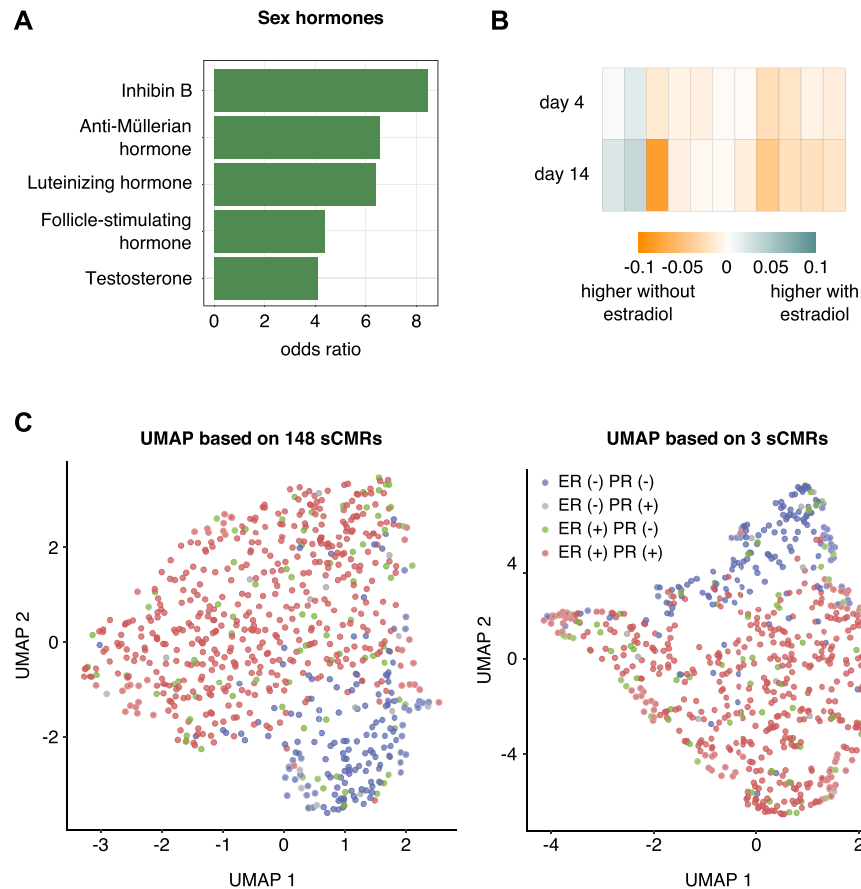 A
Sex hormones
Inhibin B
Anti-Müllerian
hormone
Luteinizing hormone
Follicle-stimulating
hormone
Testosterone
0 2 4 6 8
odds ratio
B
day 4
day 14
-0.1 -0.05 0 0.05 0.1
higher without
estradiol
higher with
estradiol
C
UMAP based on 148 sCMRs
UMAP 2
2
0
-2
-3 -2 -1 0 1 2
UMAP 1
UMAP based on 3 sCMRs
ER (-) PR (-)
ER (-) PR (+)
ER (+) PR (-)
ER (+) PR (+)
UMAP 2
4
0
-4
-4 -2 0 2
UMAP 1